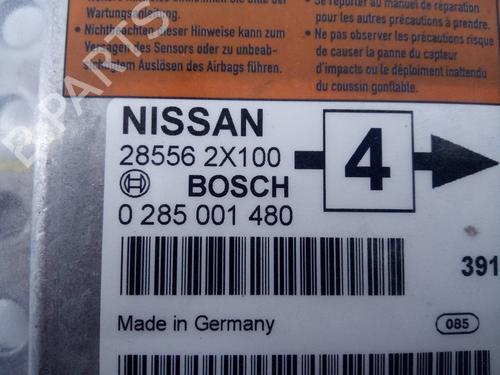 Wartungsanleitung.
• Nichtbeachten dieser Hinweise kann zum
Versagen des Sensors oder zu unbeab-
sichtigtem Auslösen des Airbags führen.
Se reporter au manuel de réparation
pour les autres précautions à prendre.
• Ne pas observer les précautions risque
de causer la panne du capteur
d'impacts ou le déploiement inattendu
du coussin gonflable.
NISSAN
28556 2X100
BOSCH
0 285 001 480
4
391
Made in Germany
085
B-PARTS